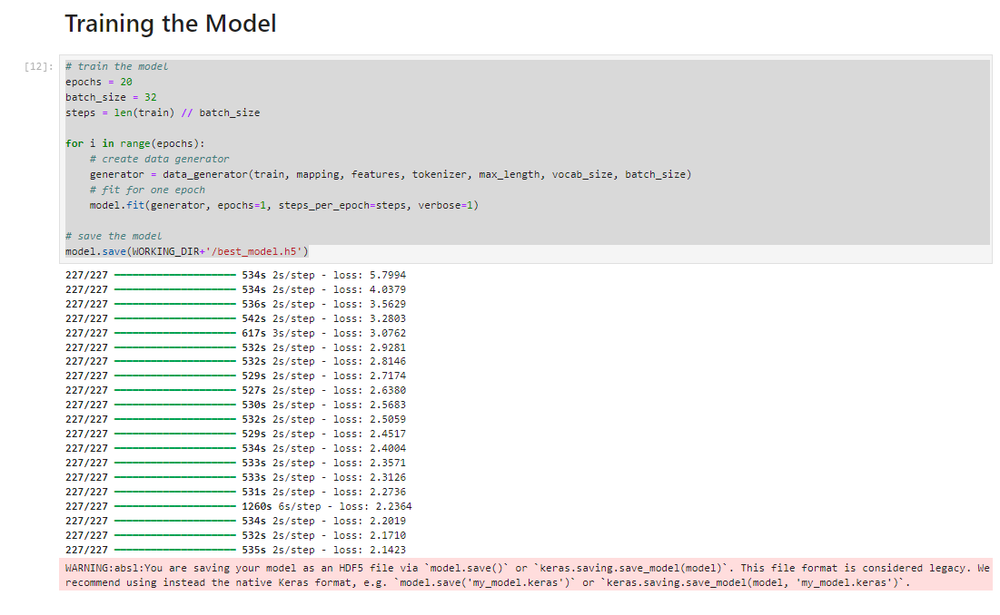 Training the Model
[12]:
# train the model
epochs = 20
batch_size = 32
steps = len(train) // batch_size
for i in range(epochs):
# create data generator
generator = data_generator(train, mapping, features, tokenizer, max_length, vocab_size, batch_size)
# fit for one epoch
model.fit(generator, epochs=1, steps_per_epoch=steps, verbose=1)
# save the model
model.save(WORKING_DIR+'/best_model.h5')
227/227 534s 2s/step - loss: 5.7994
227/227 534s 2s/step - loss: 4.0379
227/227 536s 2s/step - loss: 3.5629
227/227 542s 2s/step - loss: 3.2803
227/227 617s 3s/step - loss: 3.0762
227/227 532s 2s/step - loss: 2.9281
227/227 532s 2s/step - loss: 2.8146
227/227 529s 2s/step - loss: 2.7174
227/227 527s 2s/step - loss: 2.6380
227/227 530s 2s/step - loss: 2.5683
227/227 532s 2s/step - loss: 2.5059
227/227 529s 2s/step - loss: 2.4517
227/227 534s 2s/step - loss: 2.4004
227/227 533s 2s/step - loss: 2.3571
227/227 533s 2s/step - loss: 2.3126
227/227 531s 2s/step - loss: 2.2736
227/227 1260s 6s/step - loss: 2.2364
227/227 534s 2s/step - loss: 2.2019
227/227 532s 2s/step - loss: 2.1710
227/227 535s 2s/step - loss: 2.1423
WARNING:absl:You are saving your model as an HDF5 file via `model.save()` or `keras.saving.save_model(model)`. This file format is considered legacy. We
recommend using instead the native Keras format, e.g. `model.save('my_model.keras')` or `keras.saving.save_model(model, 'my_model.keras')`.